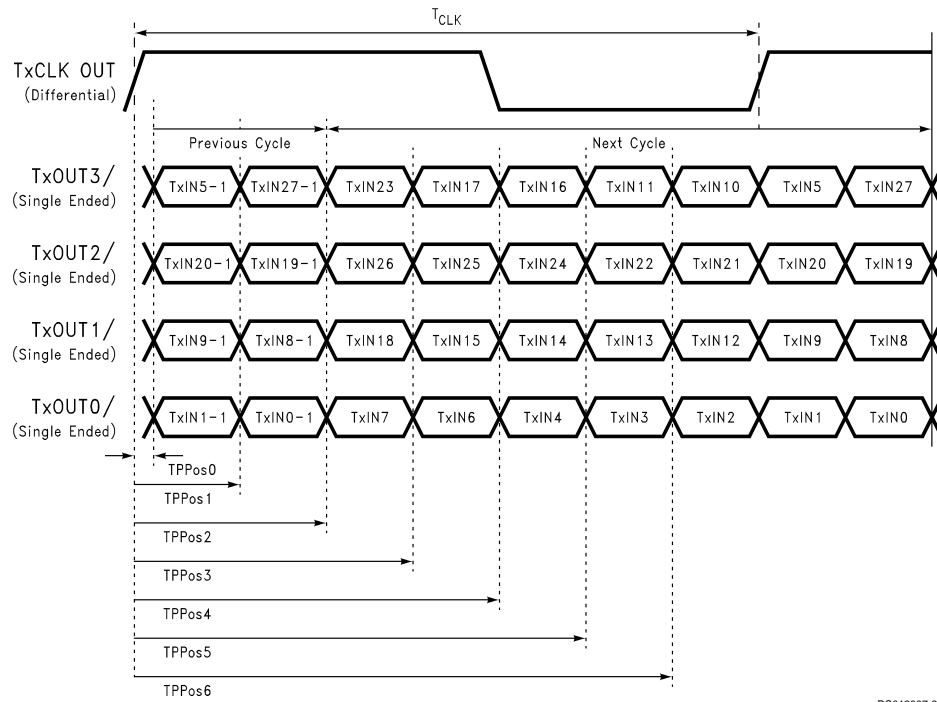 TCLK
TxCLK OUT
(Differential)
Previous Cycle Next Cycle
TxOUT3/
(Single Ended)
TxIN5-1 TxIN27-1 TxIN23 TxIN17 TxIN16 TxIN11 TxIN10 TxIN5 TxIN27
TxOUT2/
(Single Ended)
TxIN20-1 TxIN19-1 TxIN26 TxIN25 TxIN24 TxIN22 TxIN21 TxIN20 TxIN19
TxOUT1/
(Single Ended)
TxIN9-1 TxIN8-1 TxIN18 TxIN15 TxIN14 TxIN13 TxIN12 TxIN9 TxIN8
TxOUT0/
(Single Ended)
TxIN1-1 TxIN0-1 TxIN7 TxIN6 TxIN4 TxIN3 TxIN2 TxIN1 TxIN0
TPPos0
TPPos1
TPPos2
TPPos3
TPPos4
TPPos5
TPPos6